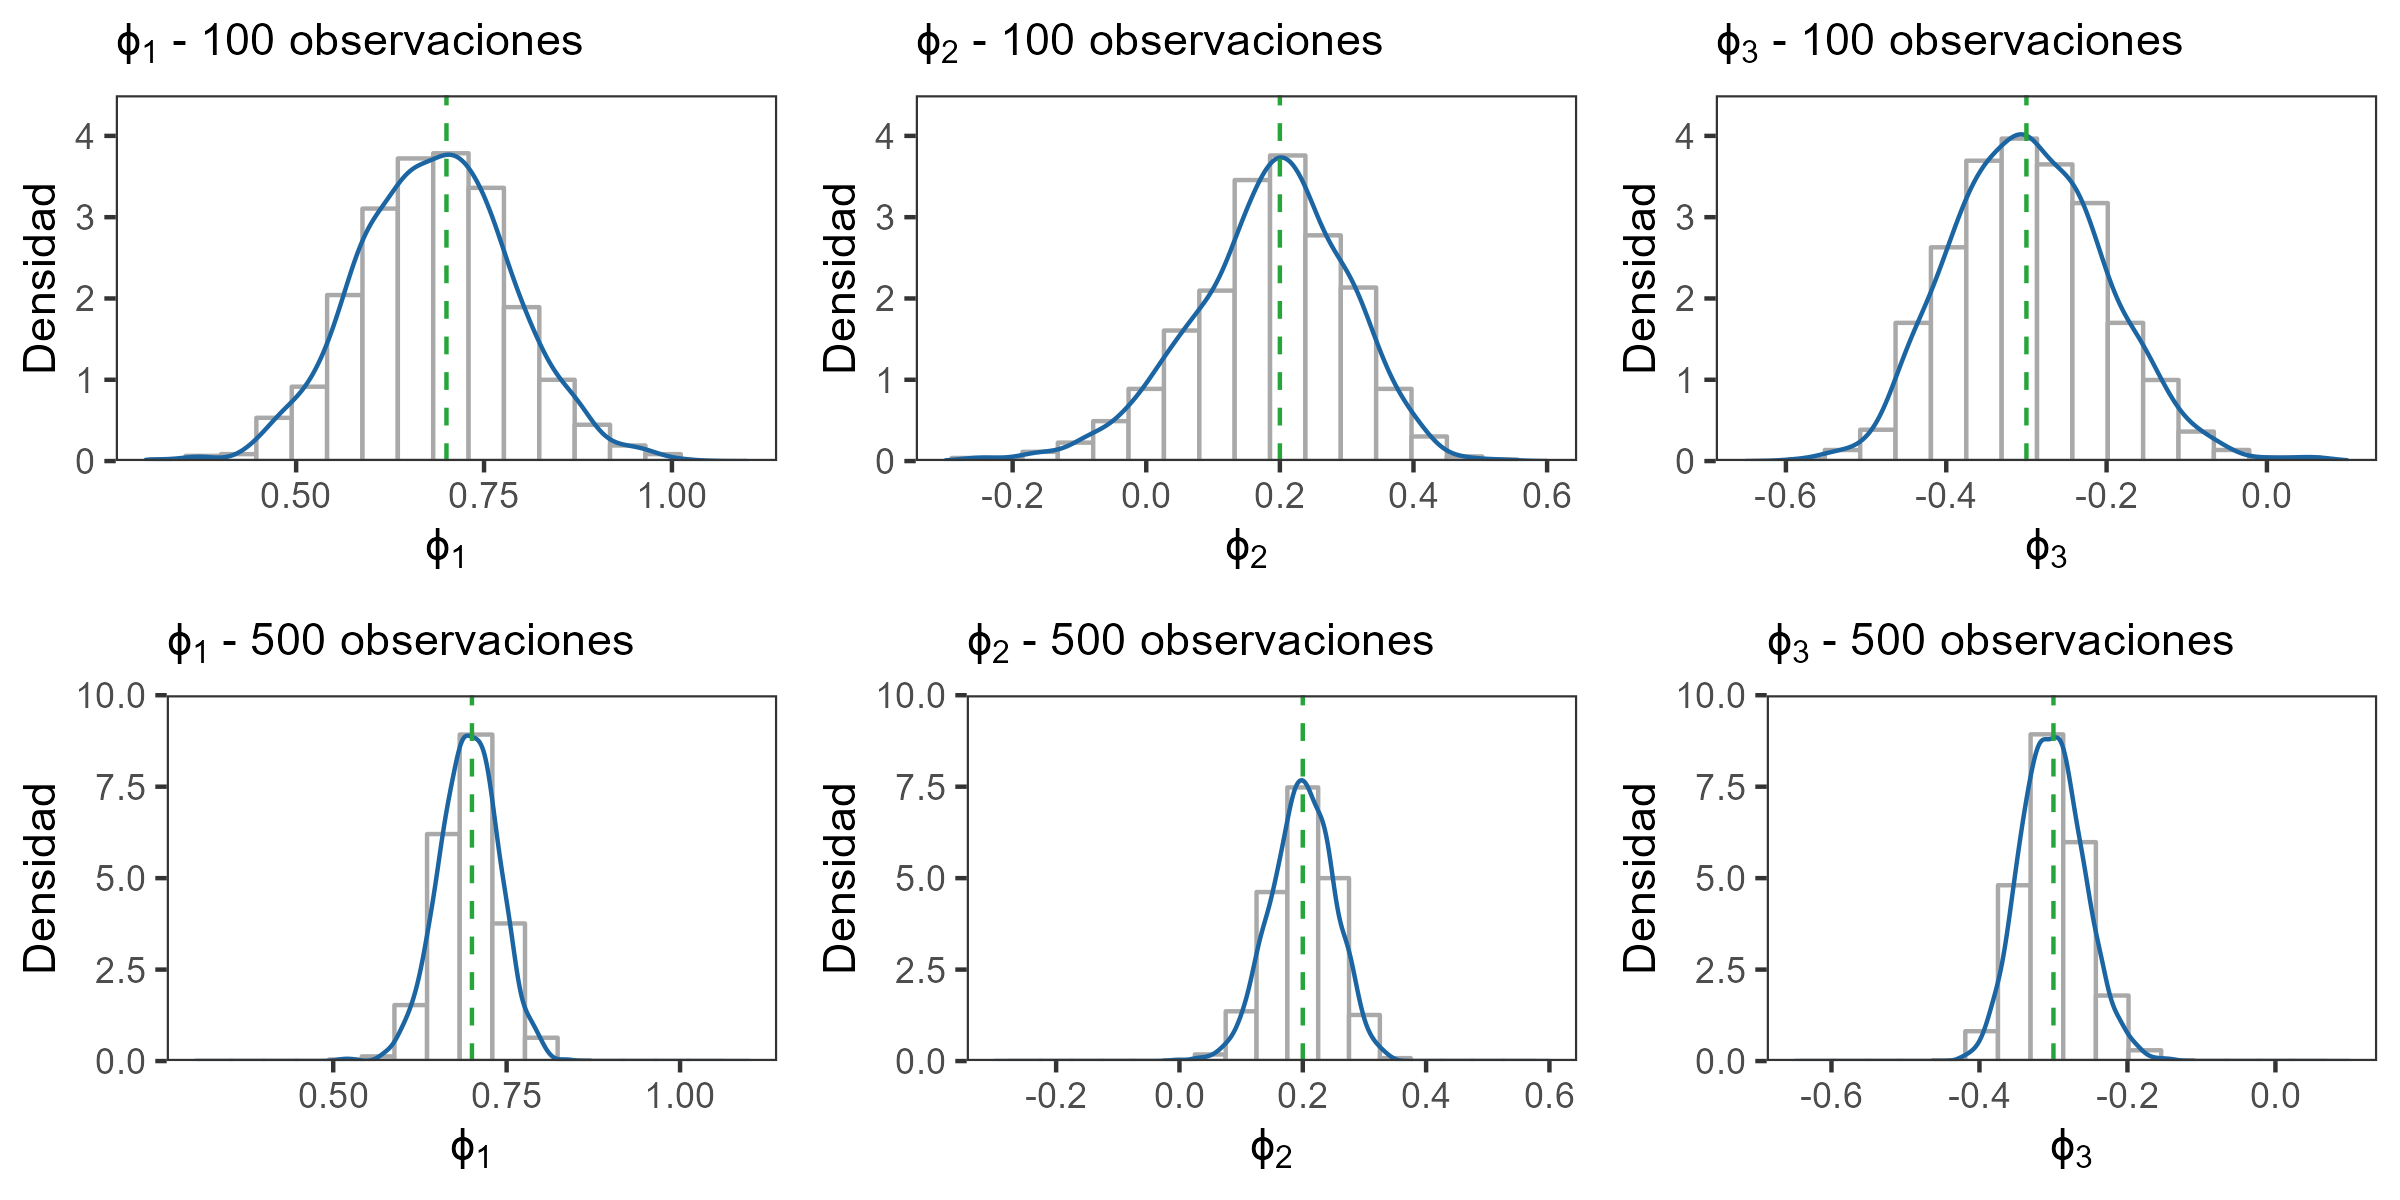 ϕ1 - 100 observaciones
Densidad
4
3
2
1
0
0.50 0.75 1.00
ϕ1
ϕ2 - 100 observaciones
Densidad
4
3
2
1
0
-0.2 0.0 0.2 0.4 0.6
ϕ2
ϕ3 - 100 observaciones
Densidad
4
3
2
1
0
-0.6 -0.4 -0.2 0.0
ϕ3
ϕ1 - 500 observaciones
Densidad
10.0
7.5
5.0
2.5
0.0
0.50 0.75 1.00
ϕ1
ϕ2 - 500 observaciones
Densidad
10.0
7.5
5.0
2.5
0.0
-0.2 0.0 0.2 0.4 0.6
ϕ2
ϕ3 - 500 observaciones
Densidad
10.0
7.5
5.0
2.5
0.0
-0.6 -0.4 -0.2 0.0
ϕ3